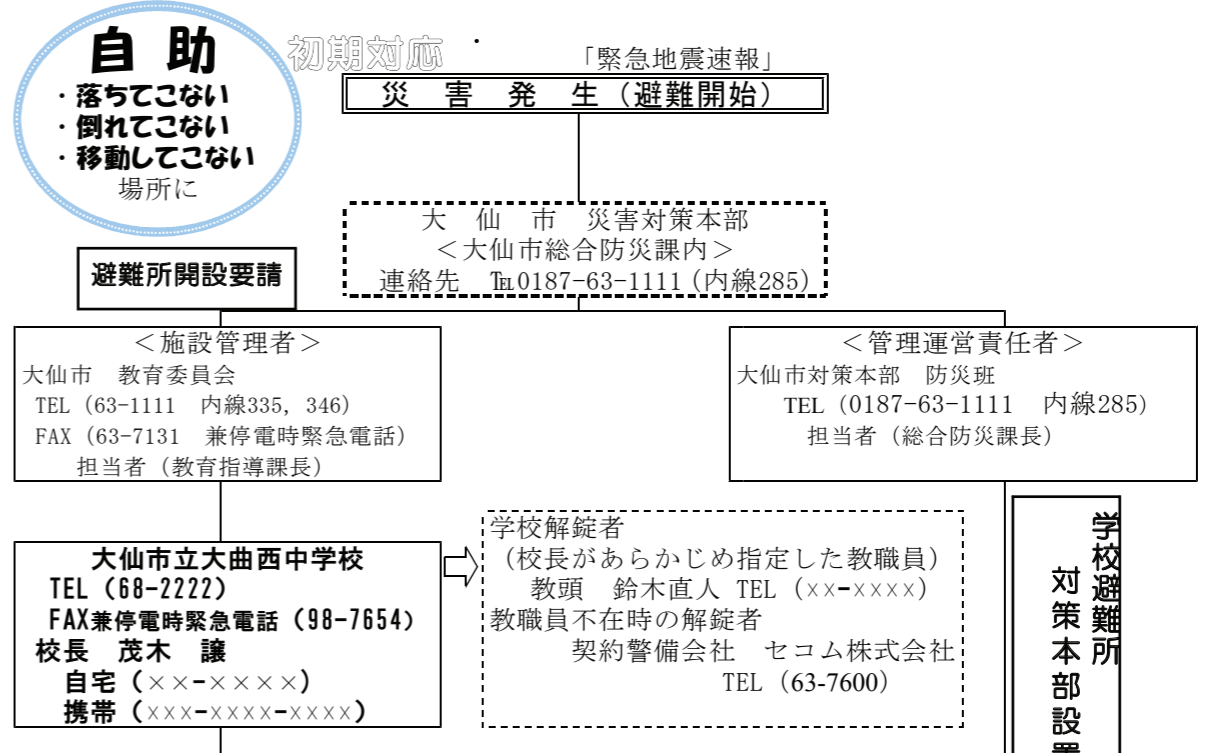 自 助
・落ちてこない
・倒れてこない
・移動してこない
場所に
初期対応
「緊急地震速報」
災 害 発 生（避難開始）
大 仙 市 災害対策本部
＜大仙市総合防災課内＞
連絡先 ℡0187-63-1111（内線285）
避難所開設要請
＜施設管理者＞
大仙市 教育委員会
TEL（63-1111 内線335，346）
FAX（63-7131 兼停電時緊急電話）
担当者（教育指導課長）
＜管理運営責任者＞
大仙市対策本部 防災班
TEL（0187-63-1111 内線285）
担当者（総合防災課長）
大仙市立大曲西中学校
TEL（68-2222）
FAX兼停電時緊急電話（98-7654）
校長 茂木 譲
自宅（××-××××）
携帯（×××-××××-××××）
学校解錠者
（校長があらかじめ指定した教職員）
教頭 鈴木直人 TEL（××-××××）
教職員不在時の解錠者
契約警備会社 セコム株式会社
TEL（63-7600）
学校避難所
対策本部設置